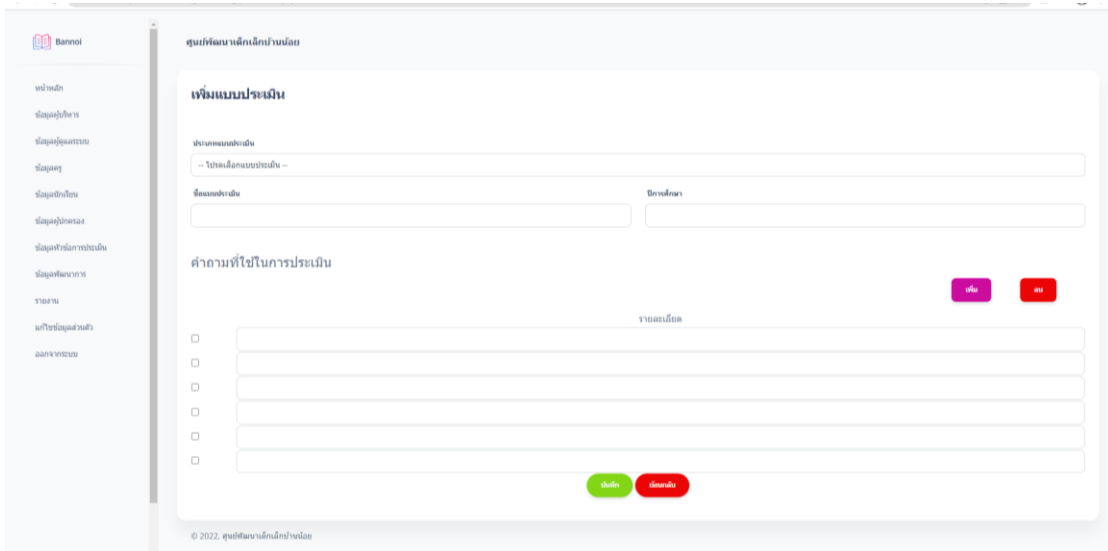 Bannoi
ศูนย์พัฒนาเด็กเล็กบ้านน้อย
หน้าหลัก
ข้อมูลผู้บริหาร
ข้อมูลผู้ดูแลระบบ
ข้อมูลครู
ข้อมูลนักเรียน
ข้อมูลผู้ปกครอง
ข้อมูลหัวข้อการประเมิน
ข้อมูลพัฒนาการ
รายงาน
แก้ไขข้อมูลส่วนตัว
ออกจากระบบ
เพิ่มแบบประเมิน
ประเภทแบบประเมิน
-- โปรดเลือกแบบประเมิน --
ชื่อแบบประเมิน ปีการศึกษา
คำถามที่ใช้ในการประเมิน
เพิ่ม ลบ
รายละเอียด
บันทึก ย้อนกลับ
© 2022, ศูนย์พัฒนาเด็กเล็กบ้านน้อย